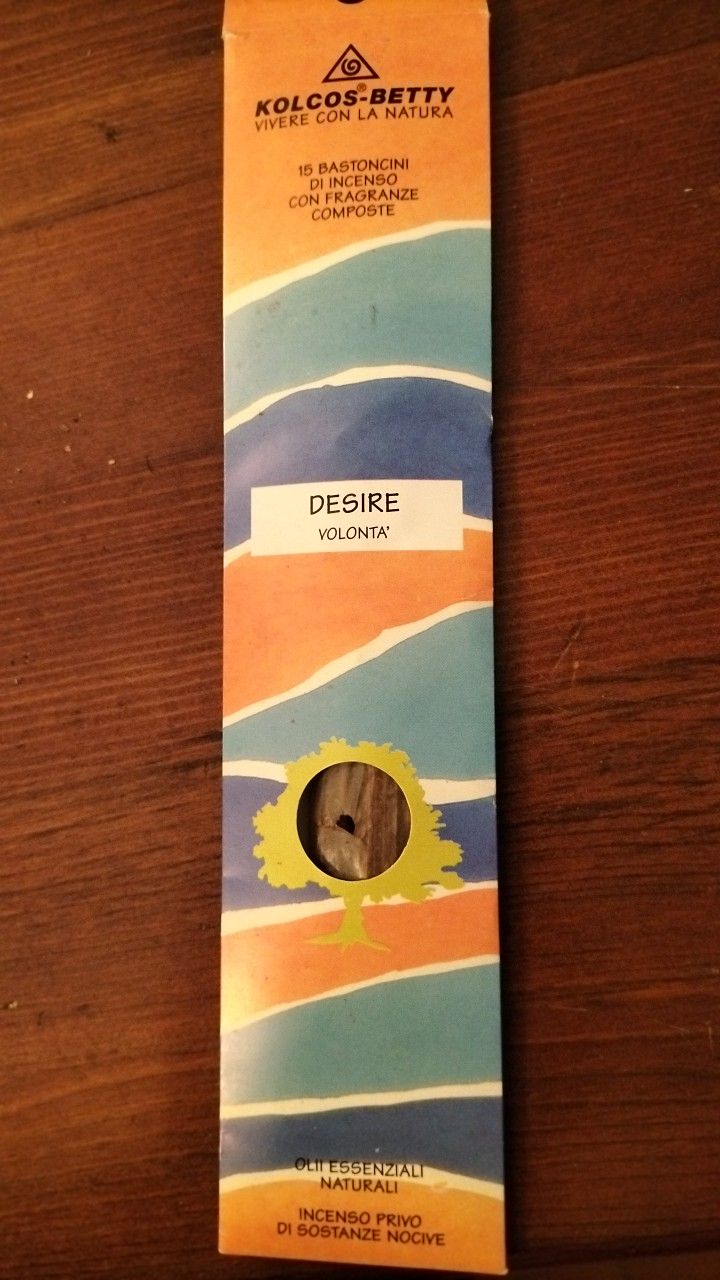 KOLCOS®-BETTY
VIVERE CON LA NATURA
15 BASTONCINI
DI INCENSO
CON FRAGRANZE
COMPOSTE
DESIRE
VOLONTA'
OLII ESSENZIALI
NATURALI
INCENSO PRIVO
DI SOSTANZE NOCIVE